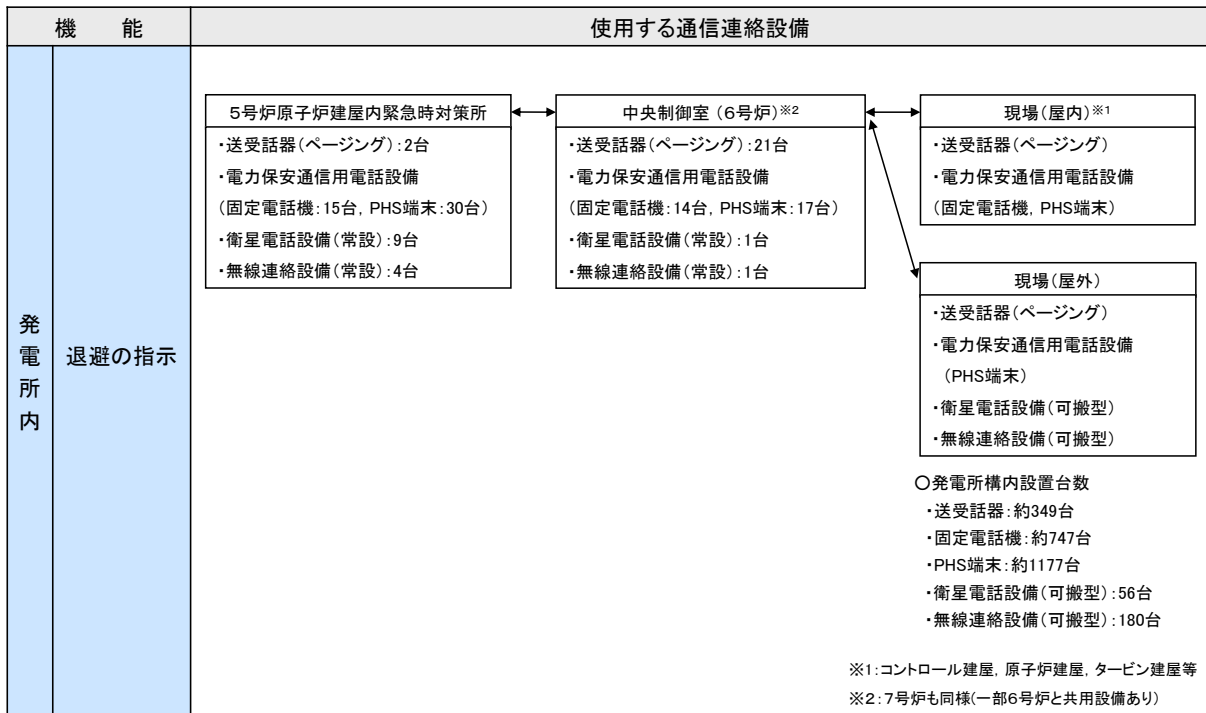 機　能
使用する通信連絡設備
発電所内
退避の指示
５号炉原子炉建屋内緊急時対策所
・送受話器(ページング)：2台
・電力保安通信用電話設備
(固定電話機：15台，PHS端末：30台)
・衛星電話設備(常設)：9台
・無線連絡設備(常設)：4台
中央制御室（６号炉）※2
・送受話器(ページング)：21台
・電力保安通信用電話設備
(固定電話機：14台，PHS端末：17台)
・衛星電話設備(常設)：1台
・無線連絡設備(常設)：1台
現場(屋内)※1
・送受話器(ページング)
・電力保安通信用電話設備
(固定電話機，PHS端末)
現場(屋外)
・送受話器(ページング)
・電力保安通信用電話設備
(PHS端末)
・衛星電話設備(可搬型)
・無線連絡設備(可搬型)
○発電所構内設置台数
・送受話器：約349台
・固定電話機：約747台
・PHS端末：約1177台
・衛星電話設備(可搬型)：56台
・無線連絡設備(可搬型)：180台
※1：コントロール建屋，原子炉建屋，タービン建屋等
※２：７号炉も同様(一部６号炉と共用設備あり)